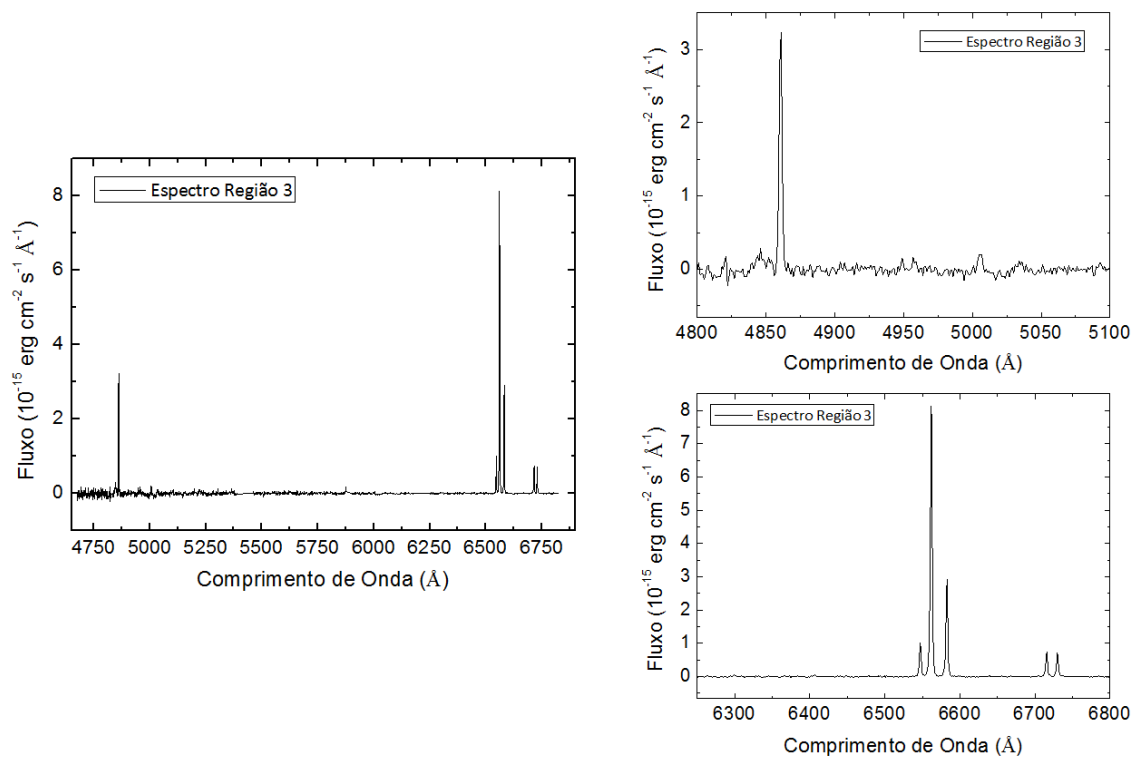 Espectro Região 3
Fluxo (10⁻¹⁵ erg cm⁻² s⁻¹ Å⁻¹)
8
6
4
2
0
4750 5000 5250 5500 5750 6000 6250 6500 6750
Comprimento de Onda (Å)
Espectro Região 3
Fluxo (10⁻¹⁵ erg cm⁻² s⁻¹ Å⁻¹)
3
2
1
0
4800 4850 4900 4950 5000 5050 5100
Comprimento de Onda (Å)
Espectro Região 3
Fluxo (10⁻¹⁵ erg cm⁻² s⁻¹ Å⁻¹)
8
7
6
5
4
3
2
1
0
6300 6400 6500 6600 6700 6800
Comprimento de Onda (Å)